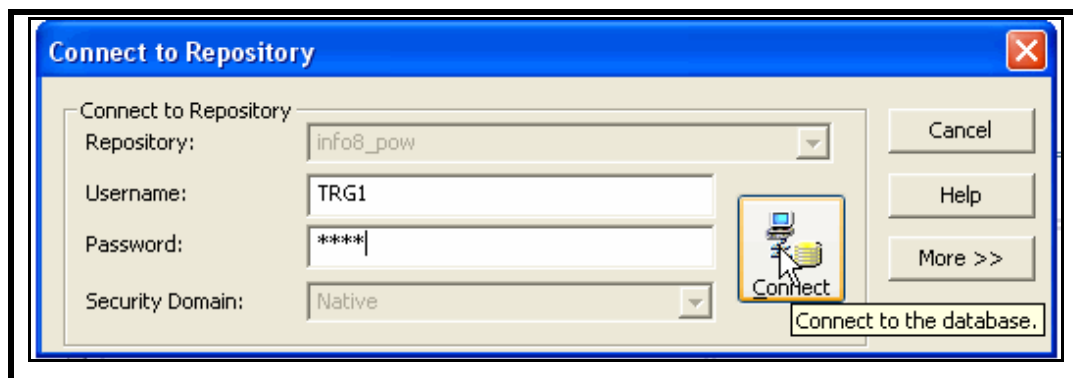 Connect to Repository
Connect to Repository
Repository: info8_pow
Cancel
Username: TRG1
Help
Password: ****
More >>
Connect
Security Domain: Native
Connect to the database.